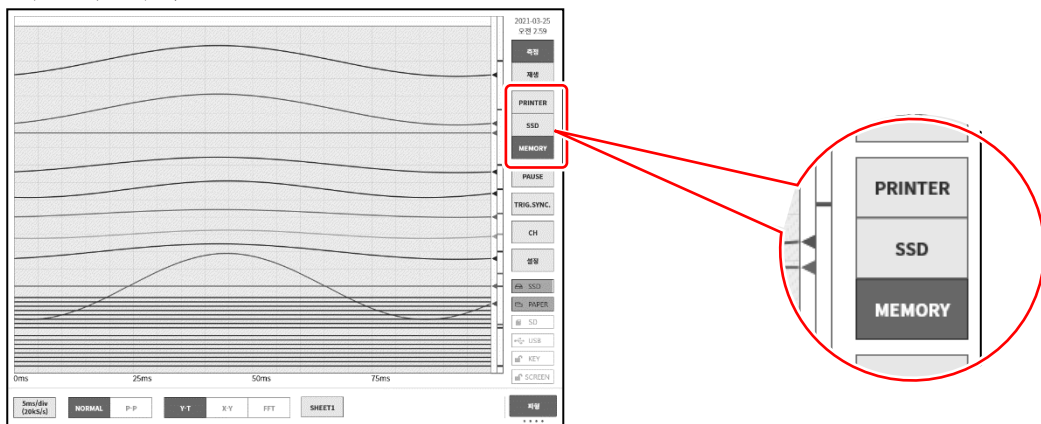 2021-03-25
오전 2:59
측정
재생
PRINTER
SSD
MEMORY
PAUSE
TRIG.SYNC.
CH
설정
SSD
PAPER
SD
USB
KEY
SCREEN
0ms 25ms 50ms 75ms
5ms/div
(20kS/s)
NORMAL P-P Y-T X-Y FFT SHEET1 파형
PRINTER
SSD
MEMORY